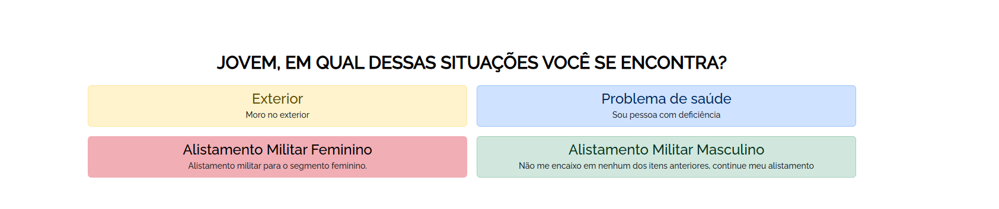 JOVEM, EM QUAL DESSAS SITUAÇÕES VOCÊ SE ENCONTRA?
Exterior
Moro no exterior
Problema de saúde
Sou pessoa com deficiência
Alistamento Militar Feminino
Alistamento militar para o segmento feminino.
Alistamento Militar Masculino
Não me encaixo em nenhum dos itens anteriores, continue meu alistamento